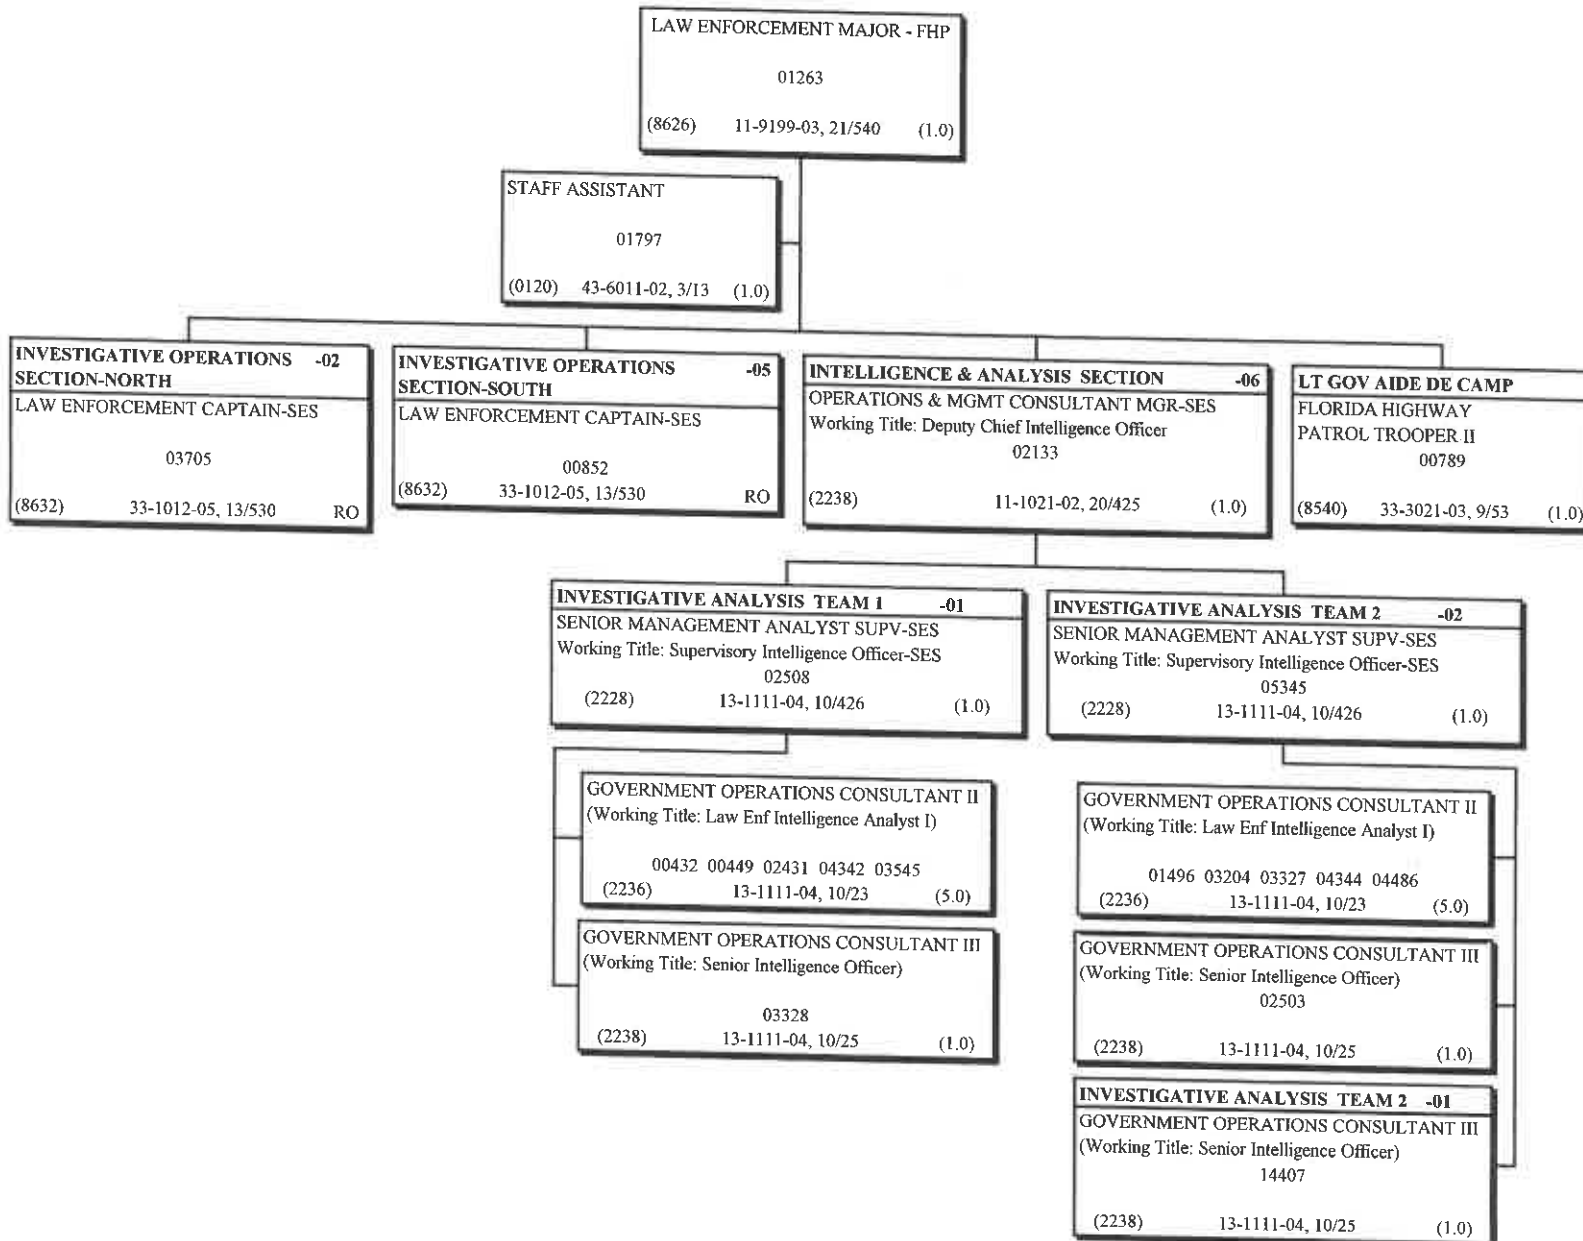 LAW ENFORCEMENT MAJOR - FHP
01263
(8626) 11-9199-03, 21/540 (1.0)
STAFF ASSISTANT
01797
(0120) 43-6011-02, 3/13 (1.0)
INVESTIGATIVE OPERATIONS -02
SECTION-NORTH
LAW ENFORCEMENT CAPTAIN-SES
03705
(8632) 33-1012-05, 13/530 RO
INVESTIGATIVE OPERATIONS -05
SECTION-SOUTH
LAW ENFORCEMENT CAPTAIN-SES
00852
(8632) 33-1012-05, 13/530 RO
INTELLIGENCE & ANALYSIS SECTION -06
OPERATIONS & MGMT CONSULTANT MGR-SES
Working Title: Deputy Chief Intelligence Officer
02133
(2238) 11-1021-02, 20/425 (1.0)
LT GOV AIDE DE CAMP
FLORIDA HIGHWAY
PATROL TROOPER II
00789
(8540) 33-3021-03, 9/53 (1.0)
INVESTIGATIVE ANALYSIS TEAM 1 -01
SENIOR MANAGEMENT ANALYST SUPV-SES
Working Title: Supervisory Intelligence Officer-SES
02508
(2228) 13-1111-04, 10/426 (1.0)
INVESTIGATIVE ANALYSIS TEAM 2 -02
SENIOR MANAGEMENT ANALYST SUPV-SES
Working Title: Supervisory Intelligence Officer-SES
05345
(2228) 13-1111-04, 10/426 (1.0)
GOVERNMENT OPERATIONS CONSULTANT II
(Working Title: Law Enf Intelligence Analyst I)
00432 00449 02431 04342 03545
(2236) 13-1111-04, 10/23 (5.0)
GOVERNMENT OPERATIONS CONSULTANT III
(Working Title: Senior Intelligence Officer)
03328
(2238) 13-1111-04, 10/25 (1.0)
GOVERNMENT OPERATIONS CONSULTANT II
(Working Title: Law Enf Intelligence Analyst I)
01496 03204 03327 04344 04486
(2236) 13-1111-04, 10/23 (5.0)
GOVERNMENT OPERATIONS CONSULTANT III
(Working Title: Senior Intelligence Officer)
02503
(2238) 13-1111-04, 10/25 (1.0)
INVESTIGATIVE ANALYSIS TEAM 2 -01
GOVERNMENT OPERATIONS CONSULTANT III
(Working Title: Senior Intelligence Officer)
14407
(2238) 13-1111-04, 10/25 (1.0)